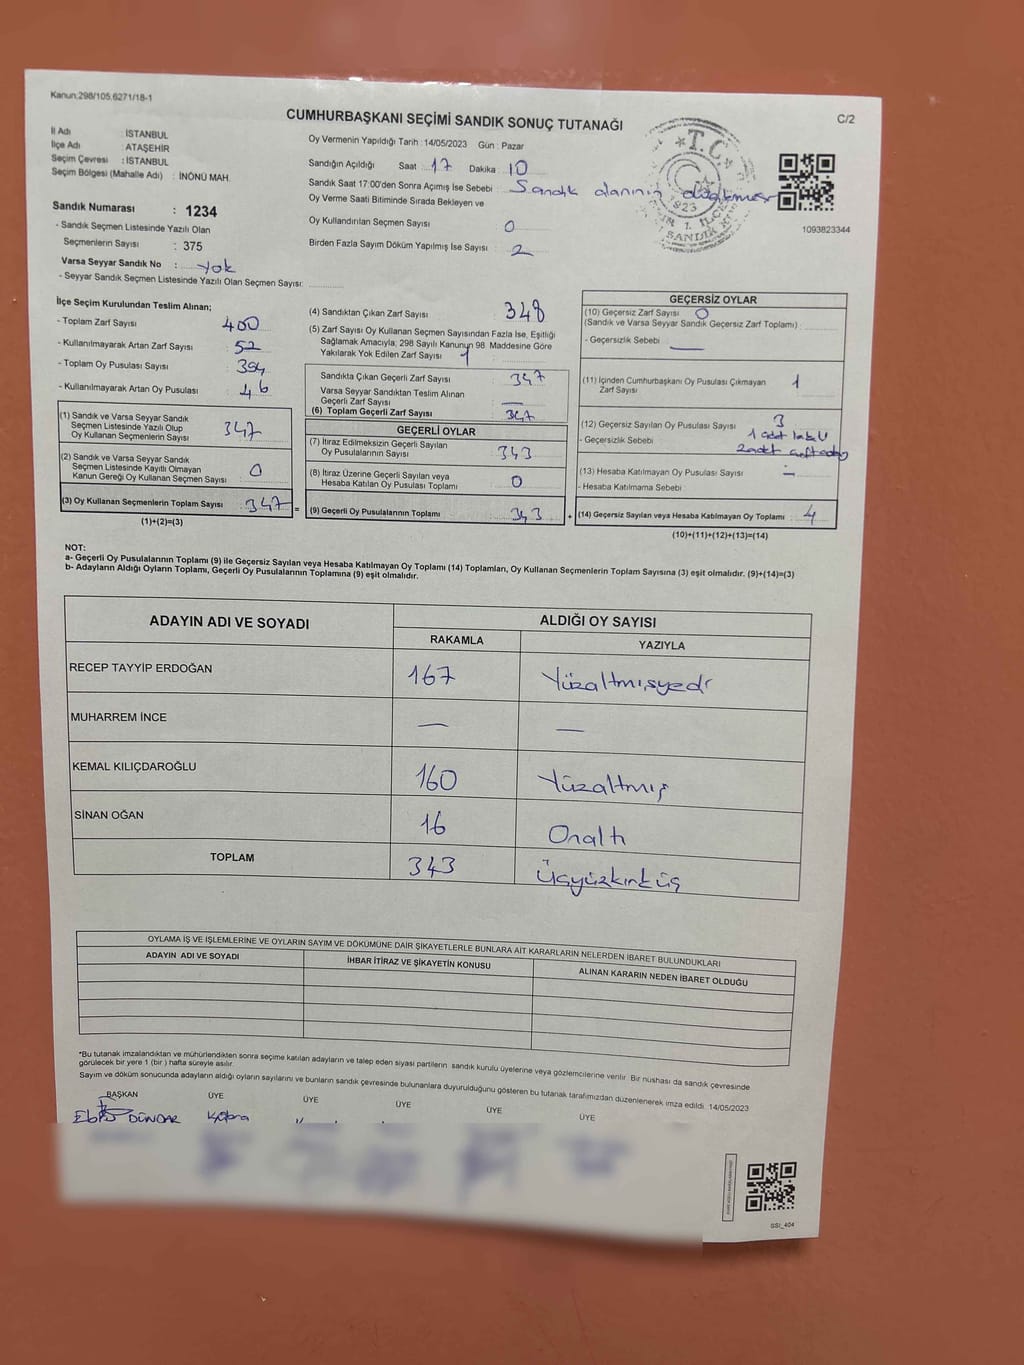 Kanun.298/105,6271/18-1
C/2
CUMHURBAŞKANI SEÇİMİ SANDIK SONUÇ TUTANAĞI
İl Adı : İSTANBUL
İlçe Adı : ATAŞEHİR
Seçim Çevresi : İSTANBUL
Seçim Bölgesi (Mahalle Adı) : İNÖNÜ MAH.
Sandık Numarası : 1234
- Sandık Seçmen Listesinde Yazılı Olan
Seçmenlerin Sayısı : 375
Varsa Seyyar Sandık No : Yok
- Seyyar Sandık Seçmen Listesinde Yazılı Olan Seçmen Sayısı:
Oy Vermenin Yapıldığı Tarih :14/05/2023 Gün : Pazar
Sandığın Açıldığı Saat 17 Dakika 10
Sandık Saat 17:00'den Sonra Açımış İse Sebebi : Sandık alanının
Oy Verme Saati Bitiminde Sırada Bekleyen ve
Oy Kullandırılan Seçmen Sayısı 0
Birden Fazla Sayım Döküm Yapılmış İse Sayısı : 2
T.C.
1923
SANDIK
1093823344
İlçe Seçim Kurulundan Teslim Alınan;
- Toplam Zarf Sayısı 400
- Kullanılmayarak Artan Zarf Sayısı 52
- Toplam Oy Pusulası Sayısı 394
- Kullanılmayarak Artan Oy Pusulası 46
(1) Sandık ve Varsa Seyyar Sandık
Seçmen Listesinde Yazılı Olup
Oy Kullanan Seçmenlerin Sayısı 347
(2) Sandık ve Varsa Seyyar Sandık
Seçmen Listesinde Kayıtlı Olmayan
Kanun Gereği Oy Kullanan Seçmen Sayısı 0
(3) Oy Kullanan Seçmenlerin Toplam Sayısı 347
(1)+(2)=(3)
(4) Sandıktan Çıkan Zarf Sayısı 348
(5) Zarf Sayısı Oy Kullanan Seçmen Sayısından Fazla İse, Eşitliği
Sağlamak Amacıyla; 298 Sayılı Kanunun 98. Maddesine Göre
Yakılarak Yok Edilen Zarf Sayısı 1
Sandıkta Çıkan Geçerli Zarf Sayısı 347
Varsa Seyyar Sandıktan Teslim Alınan
Geçerli Zarf Sayısı —
(6) Toplam Geçerli Zarf Sayısı 347
=
GEÇERLİ OYLAR
(7) İtiraz Edilmeksizin Geçerli Sayılan
Oy Pusulalarının Sayısı 343
(8) İtiraz Üzerine Geçerli Sayılan veya
Hesaba Katılan Oy Pusulası Toplamı 0
(9) Geçerli Oy Pusulalarının Toplamı 343
+
GEÇERSİZ OYLAR
(10) Geçersiz Zarf Sayısı 0
(Sandık ve Varsa Seyyar Sandık Geçersiz Zarf Toplamı) :
- Geçersizlik Sebebi : —
(11) İçinden Cumhurbaşkanı Oy Pusulası Çıkmayan
Zarf Sayısı 1
(12) Geçersiz Sayılan Oy Pusulası Sayısı 3
- Geçersizlik Sebebi 1 adet
2 adet
(13) Hesaba Katılmayan Oy Pusulası Sayısı : —
- Hesaba Katılmama Sebebi :
(14) Geçersiz Sayılan veya Hesaba Katılmayan Oy Toplamı : 4
(10)+(11)+(12)+(13)=(14)
NOT:
a- Geçerli Oy Pusulalarının Toplamı (9) ile Geçersiz Sayılan veya Hesaba Katılmayan Oy Toplamı (14) Toplamları, Oy Kullanan Seçmenlerin Toplam Sayısına (3) eşit olmalıdır. (9)+(14)=(3)
b- Adayların Aldığı Oyların Toplamı, Geçerli Oy Pusulalarının Toplamına (9) eşit olmalıdır.
ADAYIN ADI VE SOYADI
ALDIĞI OY SAYISI
RAKAMLA YAZIYLA
RECEP TAYYİP ERDOĞAN 167 Yüzaltmışyedi
MUHARREM İNCE — —
KEMAL KILIÇDAROĞLU 160 Yüzaltmış
SİNAN OĞAN 16 Onaltı
TOPLAM 343 Üçyüzkırküç
OYLAMA İŞ VE İŞLEMLERİNE VE OYLARIN SAYIM VE DÖKÜMÜNE DAİR ŞİKAYETLERLE BUNLARA AİT KARARLARIN NELERDEN İBARET BULUNDUKLARI
ADAYIN ADI VE SOYADI İHBAR İTİRAZ VE ŞİKAYETİN KONUSU ALINAN KARARIN NEDEN İBARET OLDUĞU
*Bu tutanak imzalandıktan ve mühürlendikten sonra seçime katılan adayların ve talep eden siyasi partilerin sandık kurulu üyelerine veya gözlemcilerine verilir. Bir nushası da sandık çevresinde
görülecek bir yere 1 (bir ) hafta süreyle asılır.
Sayım ve döküm sonucunda adayların aldığı oyların sayılarını ve bunların sandık çevresinde bulunanlara duyurulduğunu gösteren bu tutanak tarafımızdan düzenlenerek imza edildi. 14/05/2023
BAŞKAN ÜYE ÜYE ÜYE ÜYE ÜYE
DÜNDAR Kübra
SSI_404